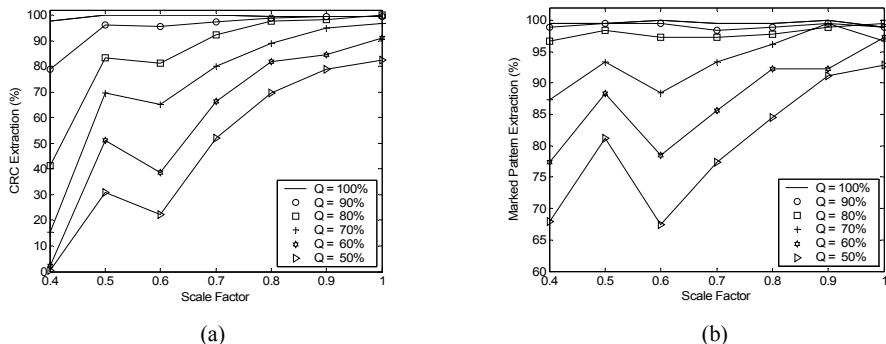 100
90
80
70
60
50
40
30
20
10
0
CRC Extraction (%)
0.4 0.5 0.6 0.7 0.8 0.9 1
Scale Factor
Q = 100%
Q = 90%
Q = 80%
Q = 70%
Q = 60%
Q = 50%
(a)
100
95
90
85
80
75
70
65
60
Marked Pattern Extraction (%)
0.4 0.5 0.6 0.7 0.8 0.9 1
Scale Factor
Q = 100%
Q = 90%
Q = 80%
Q = 70%
Q = 60%
Q = 50%
(b)